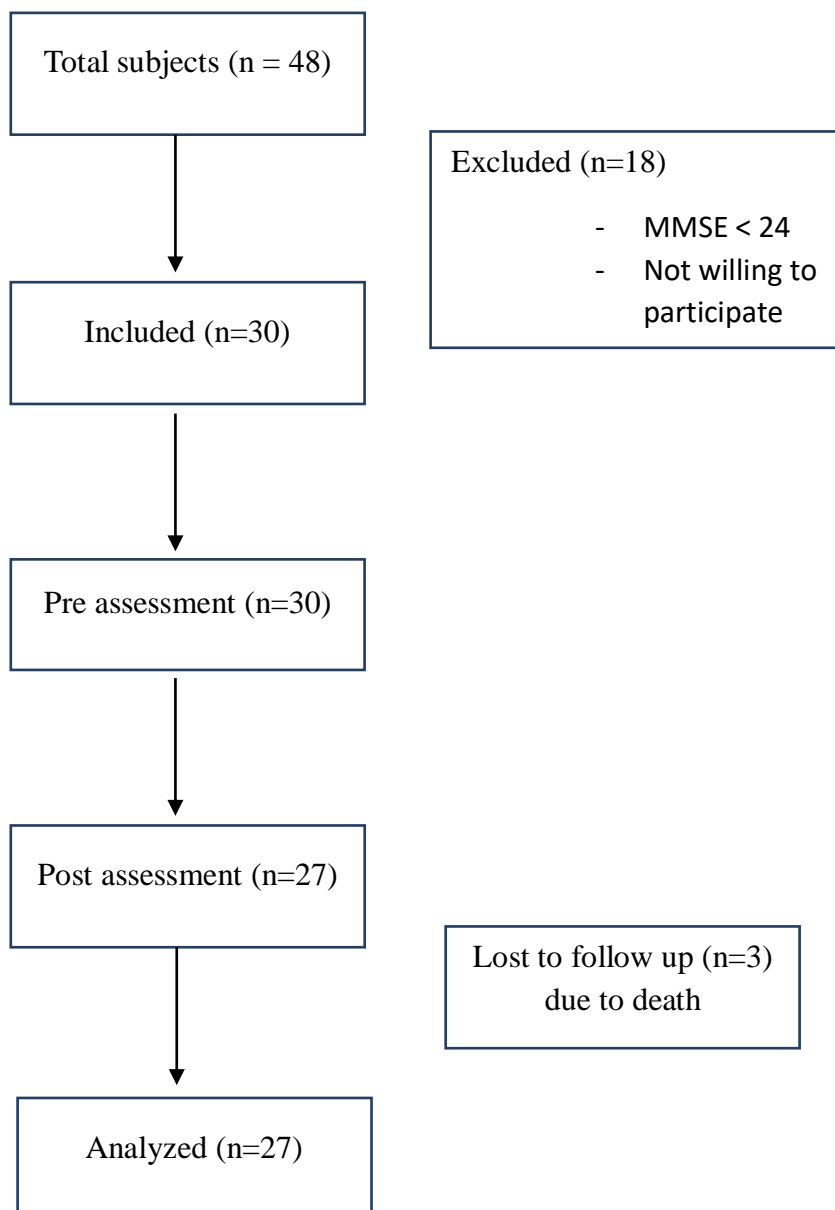 Total subjects (n = 48)
Excluded (n=18)
- MMSE < 24
- Not willing to
participate
Included (n=30)
Pre assessment (n=30)
Post assessment (n=27)
Lost to follow up (n=3)
due to death
Analyzed (n=27)